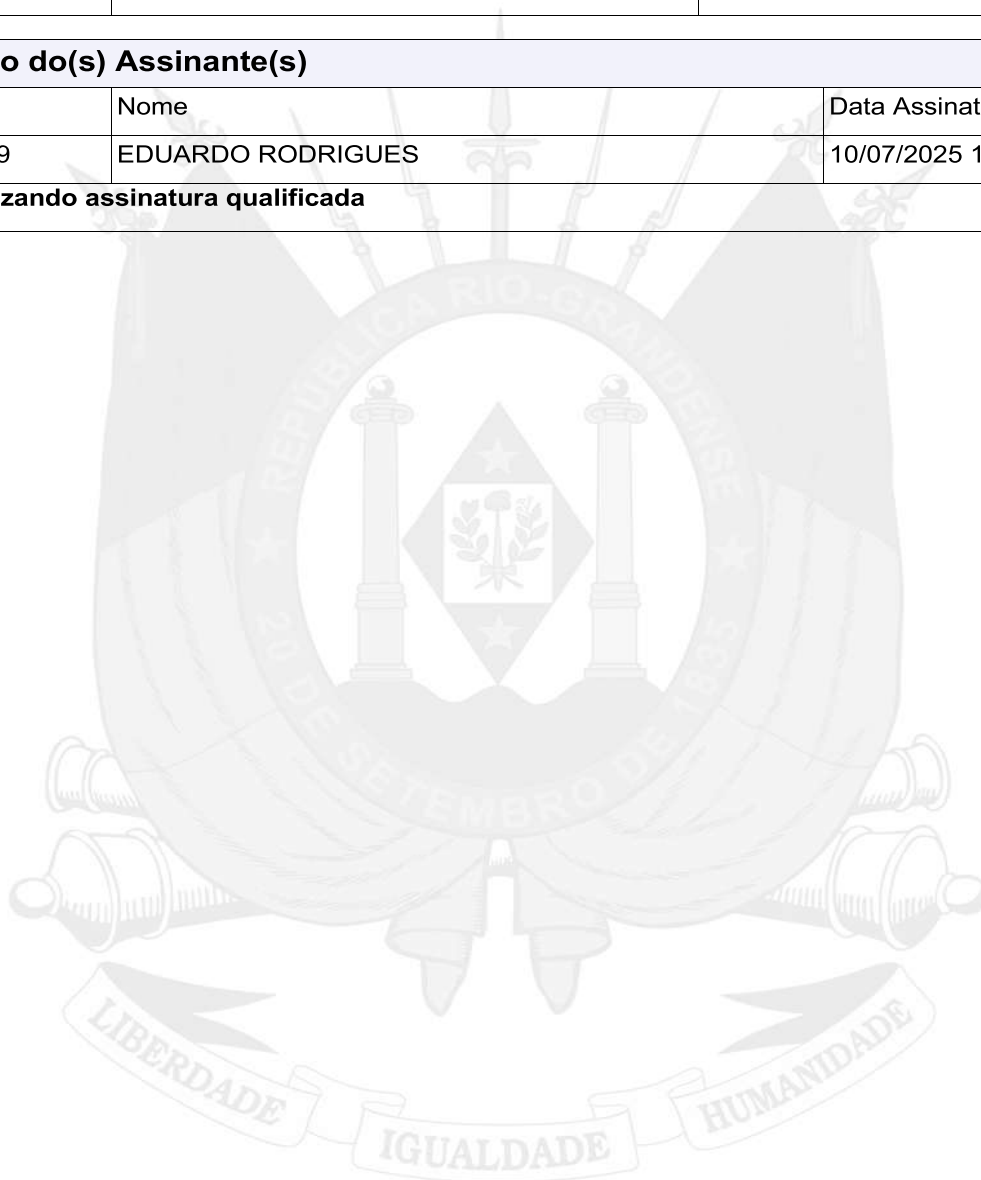 o do(s) Assinante(s)
Nome
Data Assinat
9
EDUARDO RODRIGUES
10/07/2025 1
zando assinatura qualificada
REPÚBLICA RIO-GRANDENSE
20 DE SETEMBRO DE 1835
LIBERDADE
IGUALDADE
HUMANIDADE